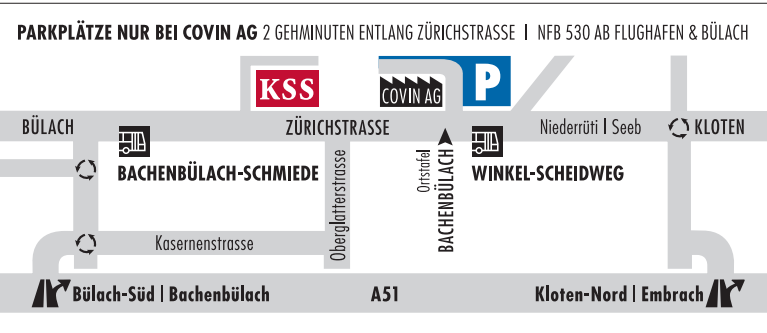 PARKPLÄTZE NUR BEI COVIN AG 2 GEHMINUTEN ENTLANG ZÜRICHSTRASSE | NFB 530 AB FLUGHAFEN & BÜLACH
KSS
COVIN AG
P
BÜLACH
ZÜRICHSTRASSE
Niederrüti | Seeb
KLOTEN
BACHENBÜLACH-SCHMIEDE
Oberglatterstrasse
Ortstafel
BACHENBÜLACH
WINKEL-SCHEIDWEG
Kasernenstrasse
Bülach-Süd | Bachenbülach
A51
Kloten-Nord | Embrach